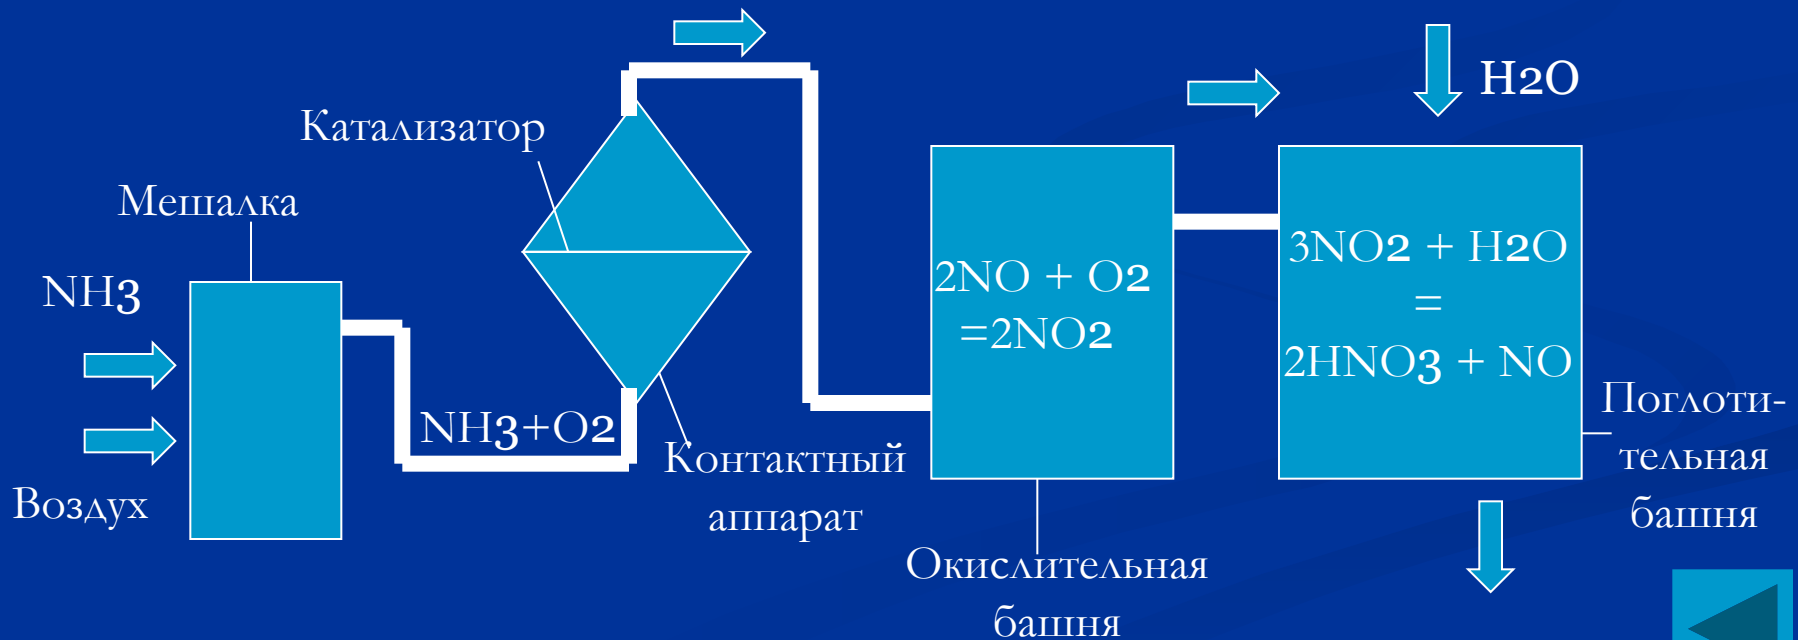 H2O
Катализатор
Мешалка
NH3
Воздух
NH3+O2
Контактный
аппарат
2NO + O2
=2NO2
Окислительная
башня
3NO2 + H2O
=
2HNO3 + NO
Поглоти-
тельная
башня